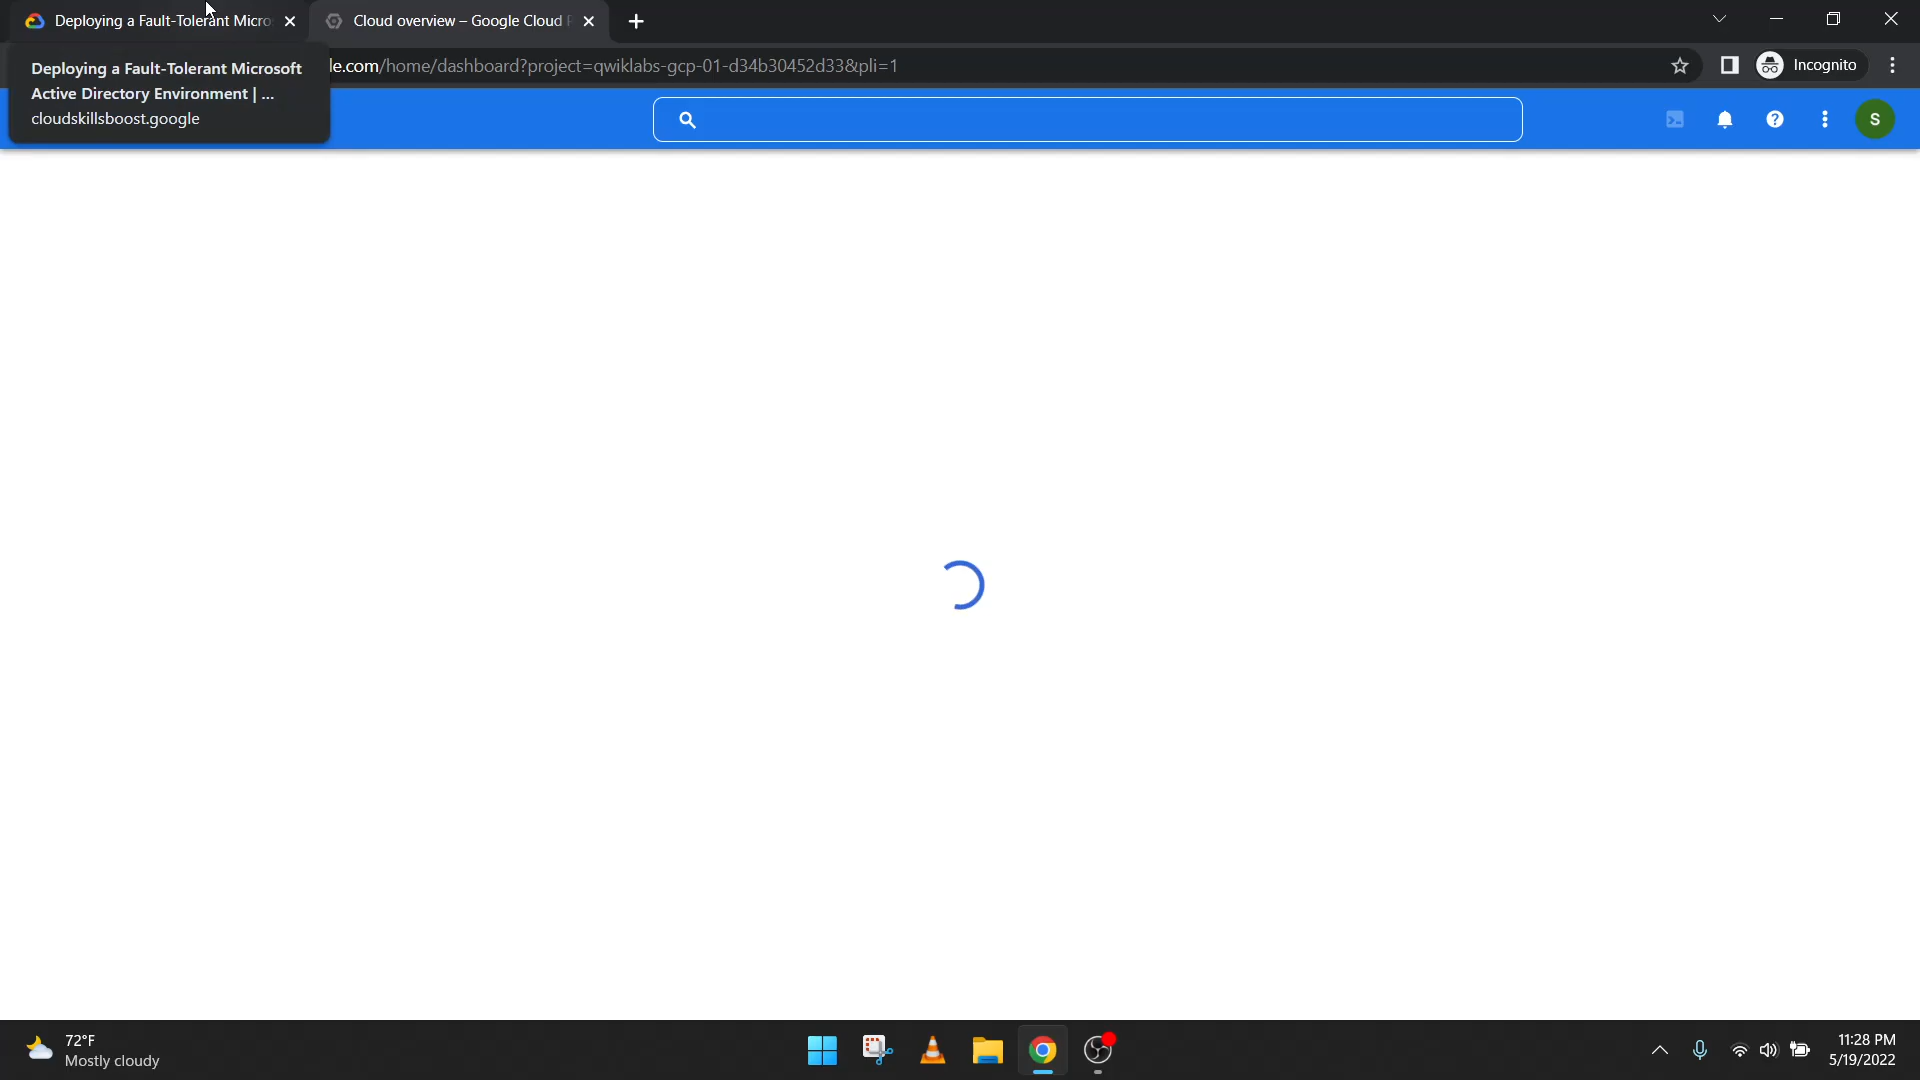 Deploying a Fault-Tolerant Micro
Cloud overview – Google Cloud P
Deploying a Fault-Tolerant Microsoft
Active Directory Environment | ...
cloudskillsboost.google
le.com/home/dashboard?project=qwiklabs-gcp-01-d34b30452d33&pli=1
Incognito
S
72°F
Mostly cloudy
11:28 PM
5/19/2022